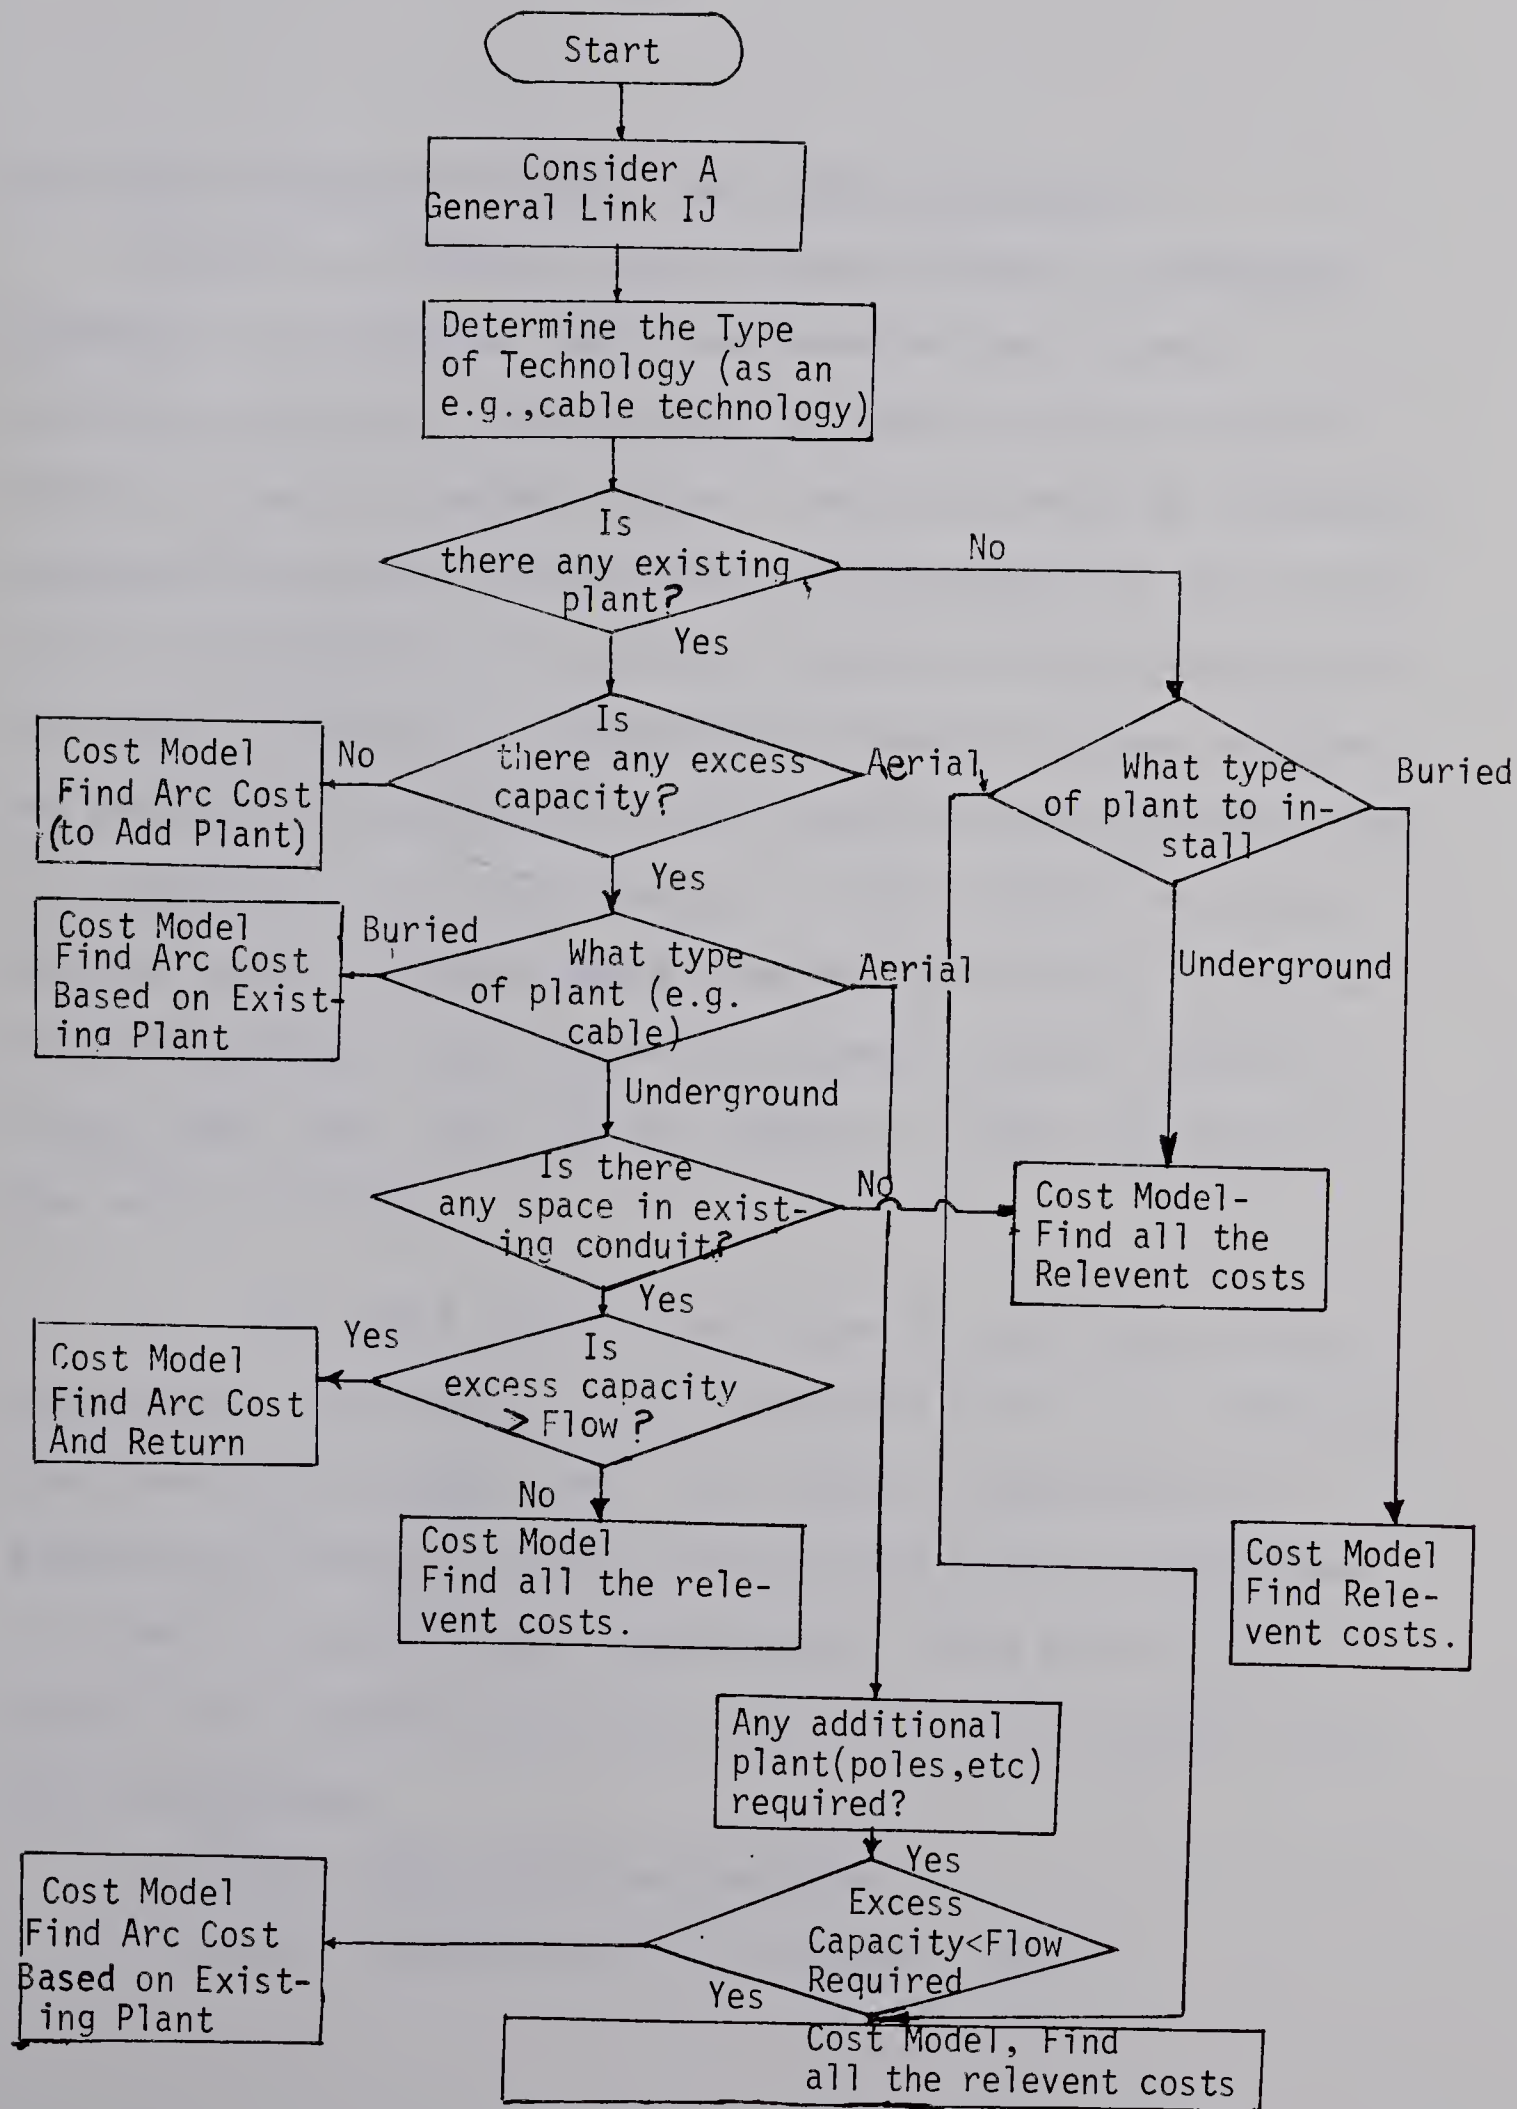 Start
Consider A
General Link IJ
Determine the Type
of Technology (as an
e.g.,cable technology)
Is
there any existing
plant?
No
Yes
Is
there any excess
capacity?
No
Cost Model
Find Arc Cost
(to Add Plant)
Aerial
What type
of plant to in-
stall
Buried
Yes
Cost Model
Find Arc Cost
Based on Exist-
ing Plant
Buried
What type
of plant (e.g.
cable)
Aerial
Underground
Underground
Is there
any space in exist-
ing conduit?
No
Cost Model-
Find all the
Relevent costs
Yes
Cost Model
Find Arc Cost
And Return
Yes
Is
excess capacity
> Flow ?
No
Cost Model
Find all the rele-
vent costs.
Cost Model
Find Rele-
vent costs.
Any additional
plant(poles,etc)
required?
Yes
Excess
Capacity<Flow
Required
Cost Model
Find Arc Cost
Based on Exist-
ing Plant
Yes
Cost Model, Find
all the relevent costs